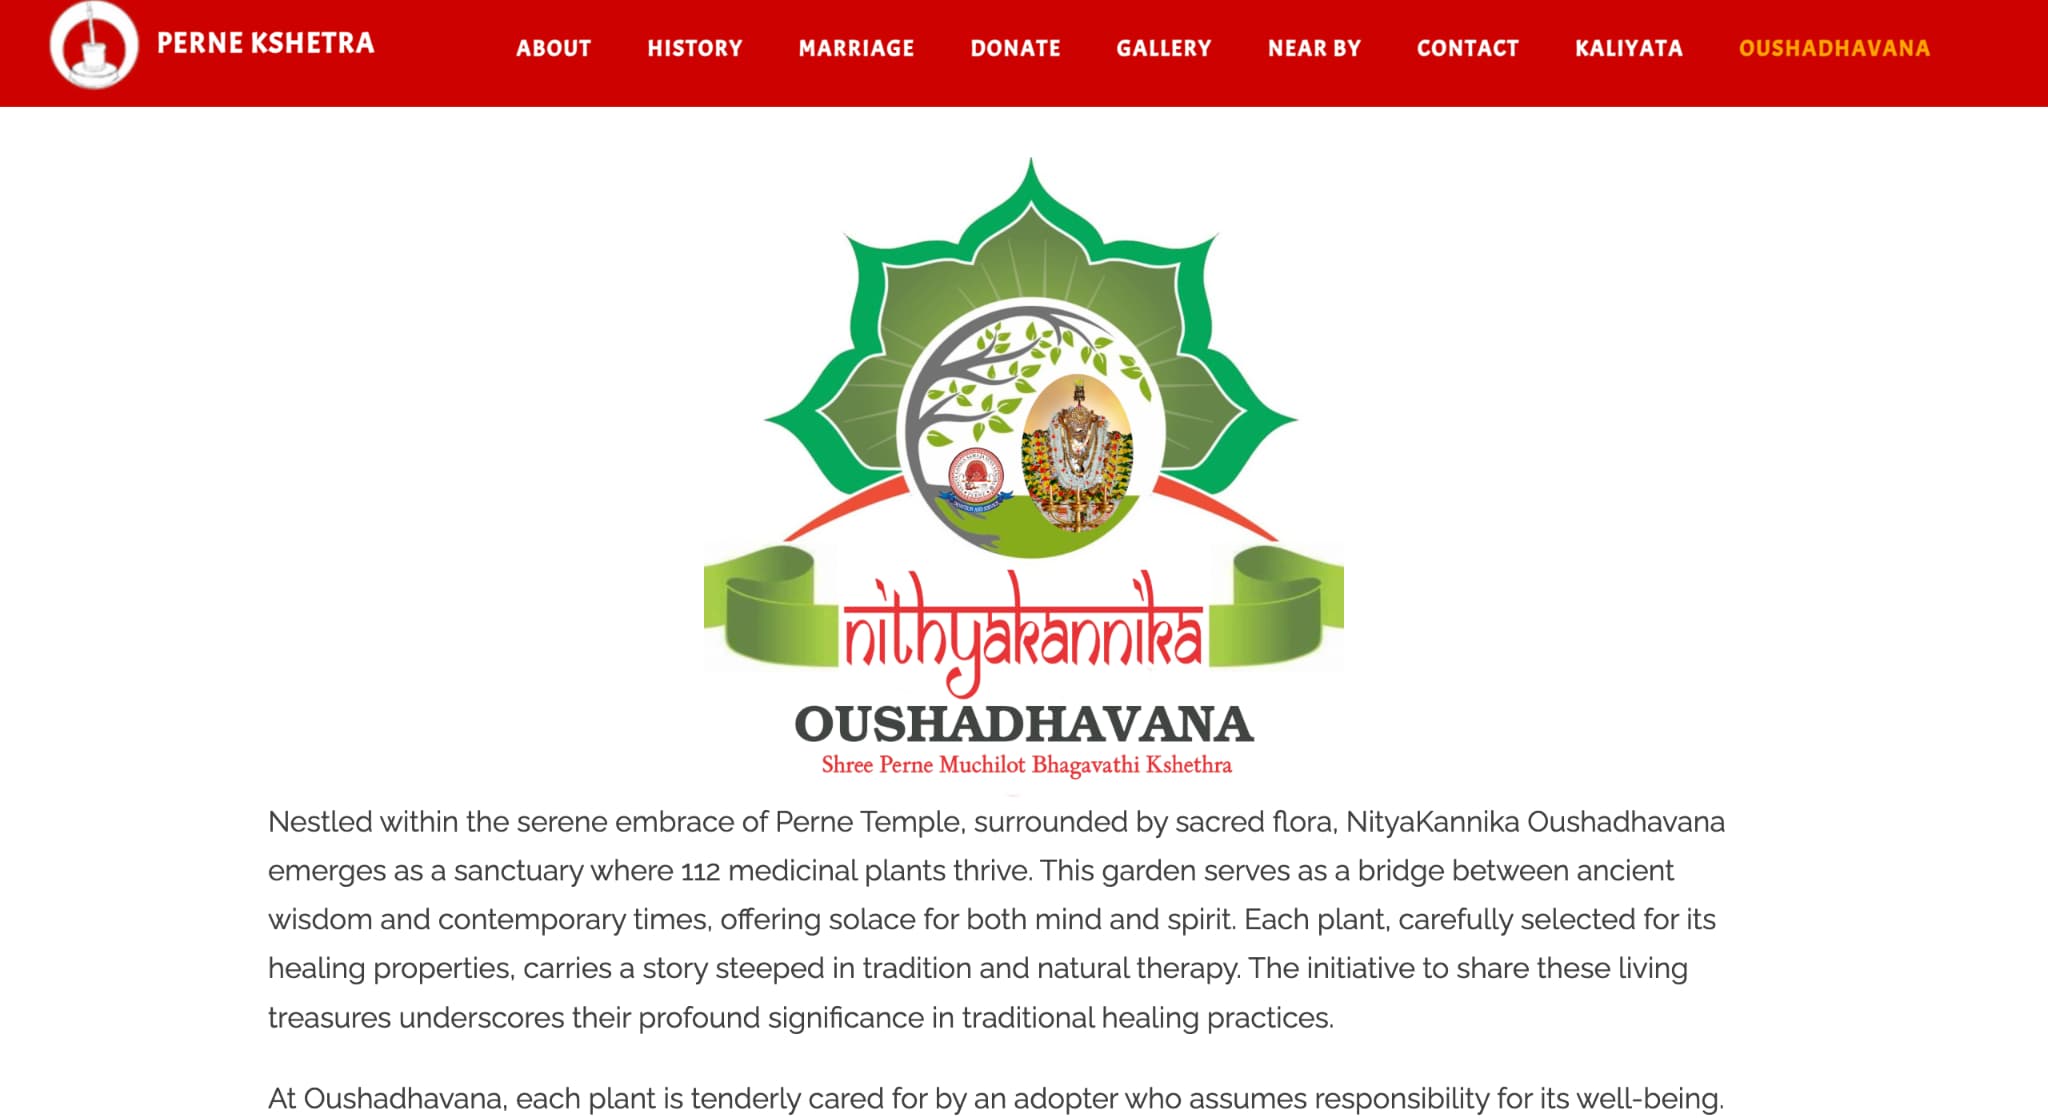 PERNE KSHETRA
ABOUT HISTORY MARRIAGE DONATE GALLERY NEAR BY CONTACT KALIYATA OUSHADHAVANA
nithyakannika
OUSHADHAVANA
Shree Perne Muchilot Bhagavathi Kshethra
Nestled within the serene embrace of Perne Temple, surrounded by sacred flora, NityaKannika Oushadhavana
emerges as a sanctuary where 112 medicinal plants thrive. This garden serves as a bridge between ancient
wisdom and contemporary times, offering solace for both mind and spirit. Each plant, carefully selected for its
healing properties, carries a story steeped in tradition and natural therapy. The initiative to share these living
treasures underscores their profound significance in traditional healing practices.
At Oushadhavana, each plant is tenderly cared for by an adopter who assumes responsibility for its well-being.